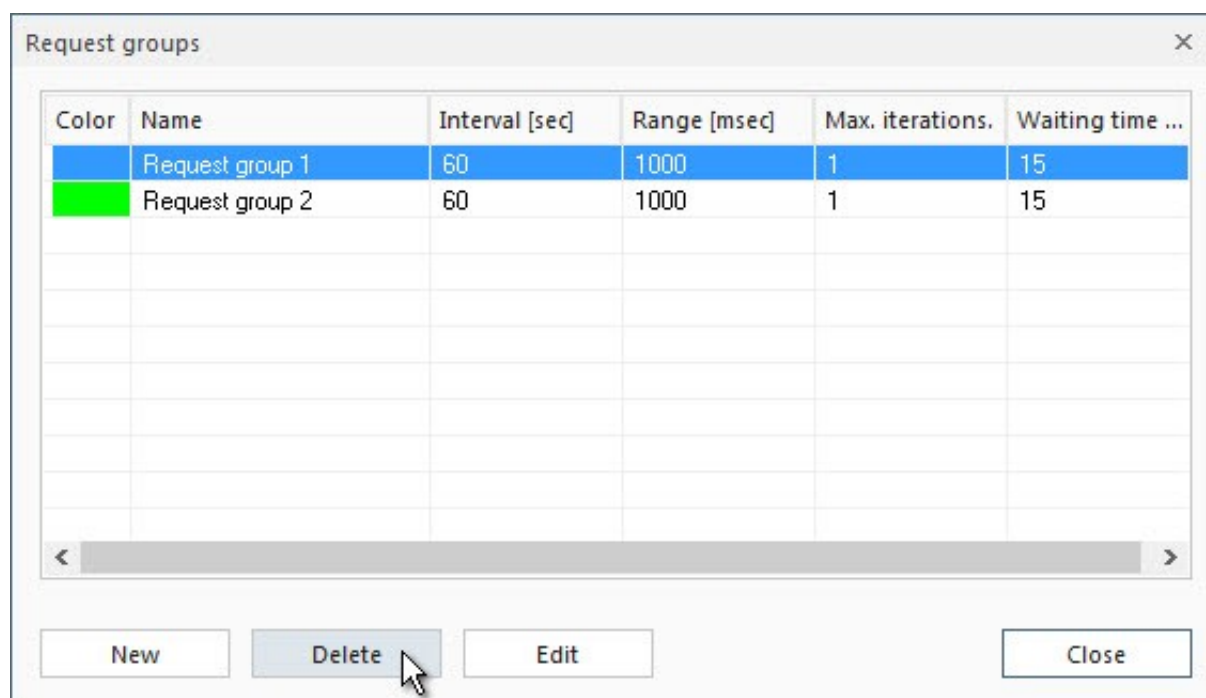 Request groups
Color Name Interval [sec] Range [msec] Max. iterations. Waiting time ...
Request group 1 60 1000 1 15
Request group 2 60 1000 1 15
New Delete Edit Close